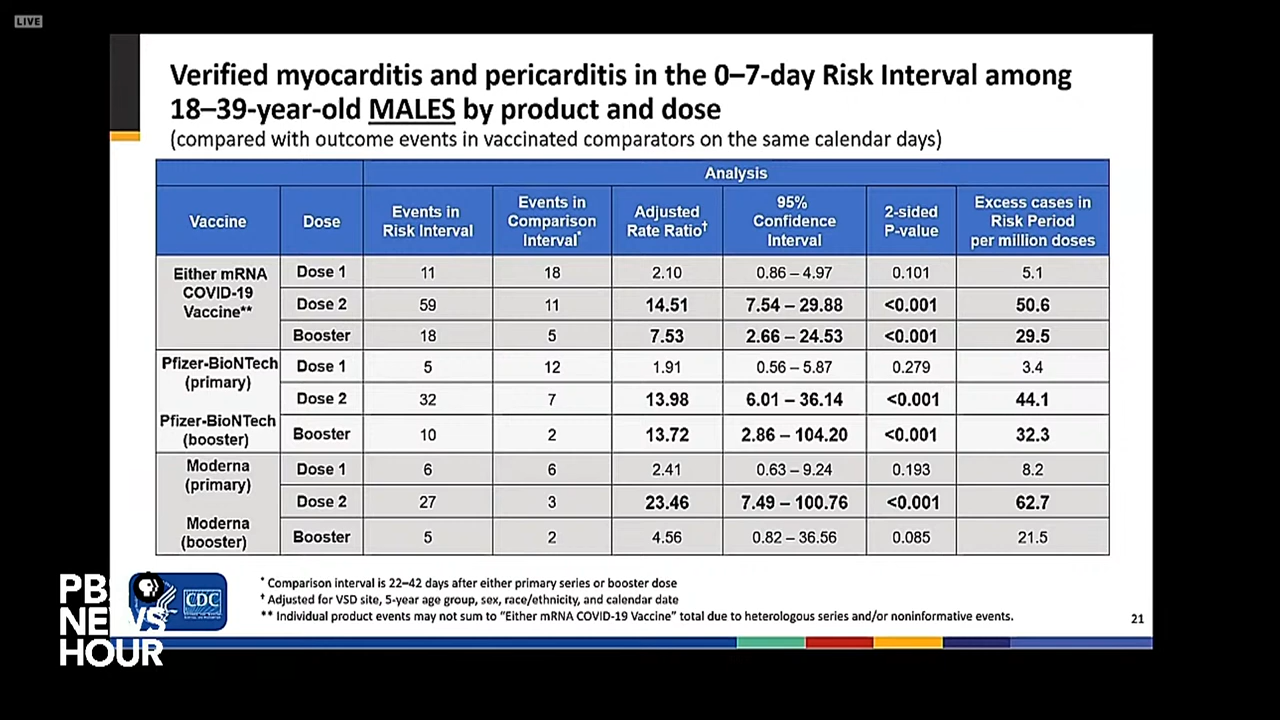 LIVE
Verified myocarditis and pericarditis in the 0–7-day Risk Interval among
18–39-year-old MALES by product and dose
(compared with outcome events in vaccinated comparators on the same calendar days)
Analysis
Vaccine Dose Events in Risk Interval Events in Comparison Interval* Adjusted Rate Ratio† 95% Confidence Interval 2-sided P-value Excess cases in Risk Period per million doses
Either mRNA COVID-19 Vaccine** Dose 1 11 18 2.10 0.86 – 4.97 0.101 5.1
Dose 2 59 11 14.51 7.54 – 29.88 <0.001 50.6
Booster 18 5 7.53 2.66 – 24.53 <0.001 29.5
Pfizer-BioNTech (primary) Dose 1 5 12 1.91 0.56 – 5.87 0.279 3.4
Dose 2 32 7 13.98 6.01 – 36.14 <0.001 44.1
Pfizer-BioNTech (booster) Booster 10 2 13.72 2.86 – 104.20 <0.001 32.3
Moderna (primary) Dose 1 6 6 2.41 0.63 – 9.24 0.193 8.2
Dose 2 27 3 23.46 7.49 – 100.76 <0.001 62.7
Moderna (booster) Booster 5 2 4.56 0.82 – 36.56 0.085 21.5
* Comparison interval is 22–42 days after either primary series or booster dose
† Adjusted for VSD site, 5-year age group, sex, race/ethnicity, and calendar date
** Individual product events may not sum to “Either mRNA COVID-19 Vaccine” total due to heterologous series and/or noninformative events.
21
CDC
PBS
NEWS
HOUR